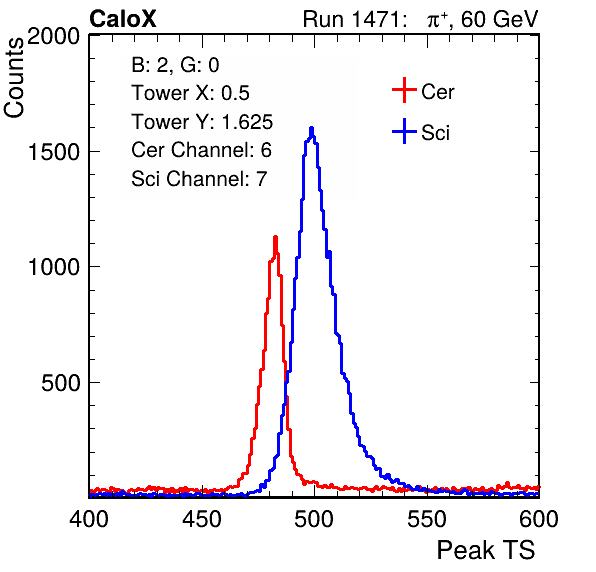 CaloX
Run 1471: π⁺, 60 GeV
Counts
2000
1500
1000
500
B: 2, G: 0
Tower X: 0.5
Tower Y: 1.625
Cer Channel: 6
Sci Channel: 7
Cer
Sci
400 450 500 550 600
Peak TS